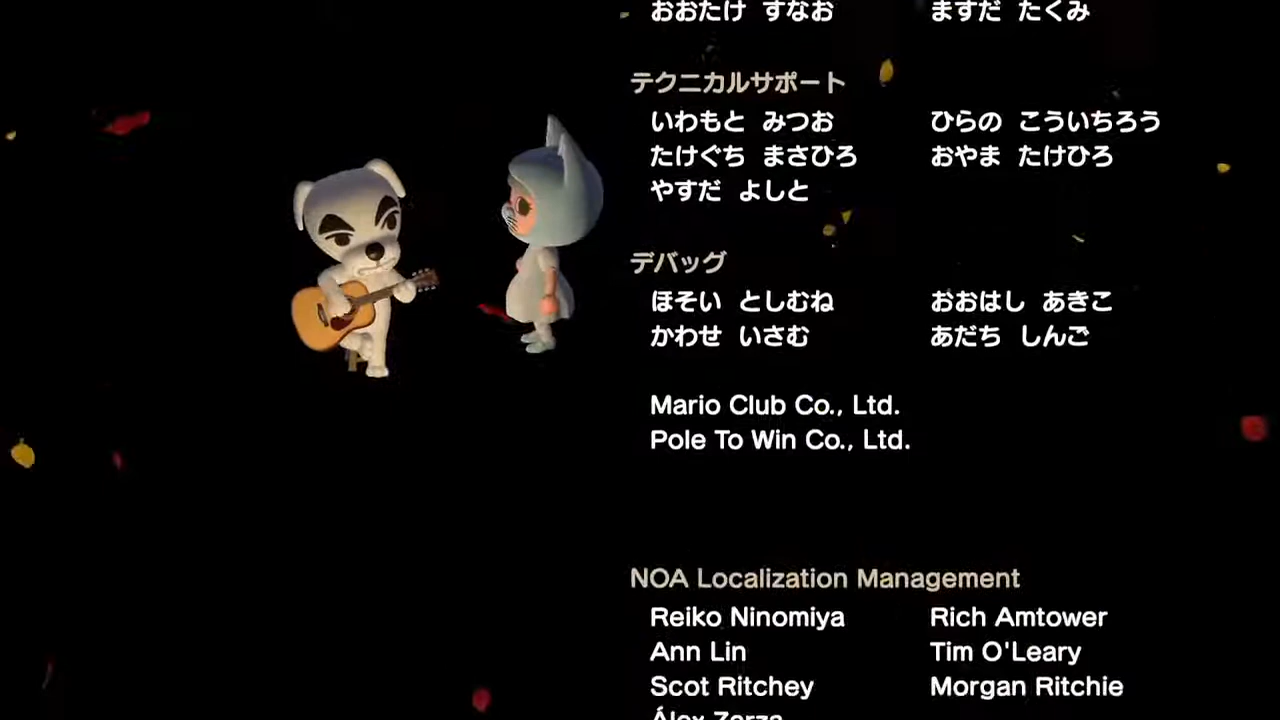 おおたけ すなお ますだ たくみ
テクニカルサポート
いわもと みつお ひらの こういちろう
たけぐち まさひろ おやま たけひろ
やすだ よしと
デバッグ
ほそい としむね おおはし あきこ
かわせ いさむ あだち しんご
Mario Club Co., Ltd.
Pole To Win Co., Ltd.
NOA Localization Management
Reiko Ninomiya Rich Amtower
Ann Lin Tim O'Leary
Scot Ritchey Morgan Ritchie
Álex Zarza